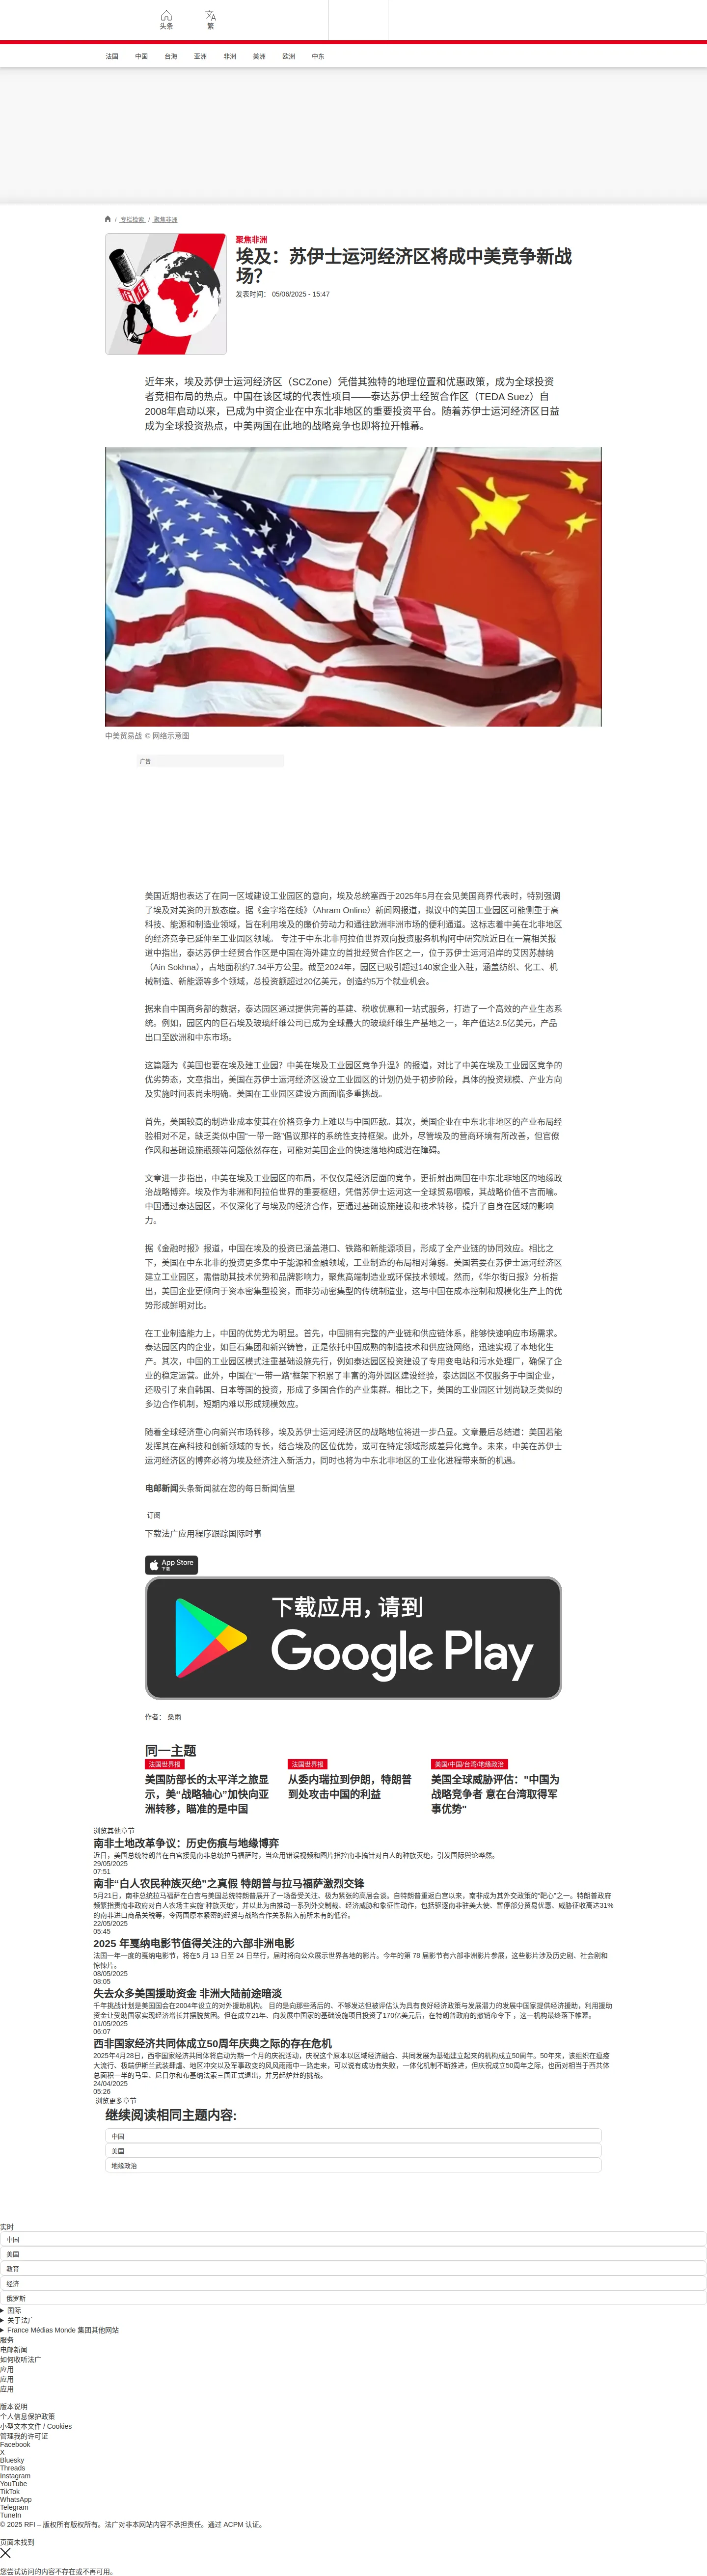 头条
繁
法国
中国
台海
亚洲
非洲
美洲
欧洲
中东
/ 专栏检索 / 聚焦非洲
聚焦非洲
埃及：苏伊士运河经济区将成中美竞争新战
场？
发表时间： 05/06/2025 - 15:47
近年来，埃及苏伊士运河经济区（SCZone）凭借其独特的地理位置和优惠政策，成为全球投资
者竞相布局的热点。中国在该区域的代表性项目——泰达苏伊士经贸合作区（TEDA Suez）自
2008年启动以来，已成为中资企业在中东北非地区的重要投资平台。随着苏伊士运河经济区日益
成为全球投资热点，中美两国在此地的战略竞争也即将拉开帷幕。
中美贸易战 © 网络示意图
广告
美国近期也表达了在同一区域建设工业园区的意向，埃及总统塞西于2025年5月在会见美国商界代表时，特别强调
了埃及对美资的开放态度。据《金字塔在线》（Ahram Online）新闻网报道，拟议中的美国工业园区可能侧重于高
科技、能源和制造业领域，旨在利用埃及的廉价劳动力和通往欧洲非洲市场的便利通道。这标志着中美在北非地区
的经济竞争已延伸至工业园区领域。 专注于中东北非阿拉伯世界双向投资服务机构阿中研究院近日在一篇相关报
道中指出，泰达苏伊士经贸合作区是中国在海外建立的首批经贸合作区之一，位于苏伊士运河沿岸的艾因苏赫纳
（Ain Sokhna），占地面积约7.34平方公里。截至2024年，园区已吸引超过140家企业入驻，涵盖纺织、化工、机
械制造、新能源等多个领域，总投资额超过20亿美元，创造约5万个就业机会。
据来自中国商务部的数据，泰达园区通过提供完善的基建、税收优惠和一站式服务，打造了一个高效的产业生态系
统。例如，园区内的巨石埃及玻璃纤维公司已成为全球最大的玻璃纤维生产基地之一，年产值达2.5亿美元，产品
出口至欧洲和中东市场。
这篇题为《美国也要在埃及建工业园？中美在埃及工业园区竞争升温》的报道，对比了中美在埃及工业园区竞争的
优劣势态，文章指出，美国在苏伊士运河经济区设立工业园区的计划仍处于初步阶段，具体的投资规模、产业方向
及实施时间表尚未明确。美国在工业园区建设方面面临多重挑战。
首先，美国较高的制造业成本使其在价格竞争力上难以与中国匹敌。其次，美国企业在中东北非地区的产业布局经
验相对不足，缺乏类似中国“一带一路”倡议那样的系统性支持框架。此外，尽管埃及的营商环境有所改善，但官僚
作风和基础设施瓶颈等问题依然存在，可能对美国企业的快速落地构成潜在障碍。
文章进一步指出，中美在埃及工业园区的布局，不仅仅是经济层面的竞争，更折射出两国在中东北非地区的地缘政
治战略博弈。埃及作为非洲和阿拉伯世界的重要枢纽，凭借苏伊士运河这一全球贸易咽喉，其战略价值不言而喻。
中国通过泰达园区，不仅深化了与埃及的经济合作，更通过基础设施建设和技术转移，提升了自身在区域的影响
力。
据《金融时报》报道，中国在埃及的投资已涵盖港口、铁路和新能源项目，形成了全产业链的协同效应。相比之
下，美国在中东北非的投资更多集中于能源和金融领域，工业制造的布局相对薄弱。美国若要在苏伊士运河经济区
建立工业园区，需借助其技术优势和品牌影响力，聚焦高端制造业或环保技术领域。然而，《华尔街日报》分析指
出，美国企业更倾向于资本密集型投资，而非劳动密集型的传统制造业，这与中国在成本控制和规模化生产上的优
势形成鲜明对比。
在工业制造能力上，中国的优势尤为明显。首先，中国拥有完整的产业链和供应链体系，能够快速响应市场需求。
泰达园区内的企业，如巨石集团和新兴铸管，正是依托中国成熟的制造技术和供应链网络，迅速实现了本地化生
产。其次，中国的工业园区模式注重基础设施先行，例如泰达园区投资建设了专用变电站和污水处理厂，确保了企
业的稳定运营。此外，中国在“一带一路”框架下积累了丰富的海外园区建设经验，泰达园区不仅服务于中国企业，
还吸引了来自韩国、日本等国的投资，形成了多国合作的产业集群。相比之下，美国的工业园区计划尚缺乏类似的
多边合作机制，短期内难以形成规模效应。
随着全球经济重心向新兴市场转移，埃及苏伊士运河经济区的战略地位将进一步凸显。文章最后总结道：美国若能
发挥其在高科技和创新领域的专长，结合埃及的区位优势，或可在特定领域形成差异化竞争。未来，中美在苏伊士
运河经济区的博弈必将为埃及经济注入新活力，同时也将为中东北非地区的工业化进程带来新的机遇。
电邮新闻头条新闻就在您的每日新闻信里
订阅
下载法广应用程序跟踪国际时事
App Store
下载
下载应用，请到
Google Play
作者： 桑雨
同一主题
法国世界报
美国防部长的太平洋之旅显
示，美“战略轴心”加快向亚
洲转移，瞄准的是中国
法国世界报
从委内瑞拉到伊朗，特朗普
到处攻击中国的利益
美国/中国/台湾/地缘政治
美国全球威胁评估："中国为
战略竞争者 意在台湾取得军
事优势"
浏览其他章节
南非土地改革争议：历史伤痕与地缘博弈
近日，美国总统特朗普在白宫接见南非总统拉马福萨时，当众用错误视频和图片指控南非搞针对白人的种族灭绝，引发国际舆论哗然。
29/05/2025
07:51
南非“白人农民种族灭绝”之真假 特朗普与拉马福萨激烈交锋
5月21日，南非总统拉马福萨在白宫与美国总统特朗普展开了一场备受关注、极为紧张的高层会谈。自特朗普重返白宫以来，南非成为其外交政策的“靶心”之一。特朗普政府
频繁指责南非政府对白人农场主实施“种族灭绝”，并以此为由推动一系列外交制裁、经济威胁和象征性动作，包括驱逐南非驻美大使、暂停部分贸易优惠、威胁征收高达31%
的南非进口商品关税等，令两国原本紧密的经贸与战略合作关系陷入前所未有的低谷。
22/05/2025
05:45
2025 年戛纳电影节值得关注的六部非洲电影
法国一年一度的戛纳电影节，将在5 月 13 日至 24 日举行，届时将向公众展示世界各地的影片。今年的第 78 届影节有六部非洲影片参展，这些影片涉及历史剧、社会剧和
惊悚片。
08/05/2025
08:05
失去众多美国援助资金 非洲大陆前途暗淡
千年挑战计划是美国国会在2004年设立的对外援助机构。 目的是向那些落后的、不够发达但被评估认为具有良好经济政策与发展潜力的发展中国家提供经济援助，利用援助
资金让受助国家实现经济增长并摆脱贫困。但在成立21年、向发展中国家的基础设施项目投资了170亿美元后，在特朗普政府的撤销命令下，这一机构最终落下帷幕。
01/05/2025
06:07
西非国家经济共同体成立50周年庆典之际的存在危机
2025年4月28日，西非国家经济共同体将启动为期一个月的庆祝活动，庆祝这个原本以区域经济融合、共同发展为基础建立起来的机构成立50周年。50年来，该组织在瘟疫
大流行、极端伊斯兰武装肆虐、地区冲突以及军事政变的风风雨雨中一路走来，可以说有成功有失败，一体化机制不断推进，但庆祝成立50周年之际，也面对相当于西共体
总面积一半的马里、尼日尔和布基纳法索三国正式退出，并另起炉灶的挑战。
24/04/2025
05:26
浏览更多章节
继续阅读相同主题内容:
中国
美国
地缘政治
实时
中国
美国
教育
经济
俄罗斯
国际
关于法广
France Médias Monde 集团其他网站
服务
电邮新闻
如何收听法广
应用
应用
应用
版本说明
个人信息保护政策
小型文本文件 / Cookies
管理我的许可证
Facebook
X
Bluesky
Threads
Instagram
YouTube
TikTok
WhatsApp
Telegram
TuneIn
© 2025 RFI – 版权所有版权所有。法广对非本网站内容不承担责任。通过 ACPM 认证。
页面未找到
您尝试访问的内容不存在或不再可用。